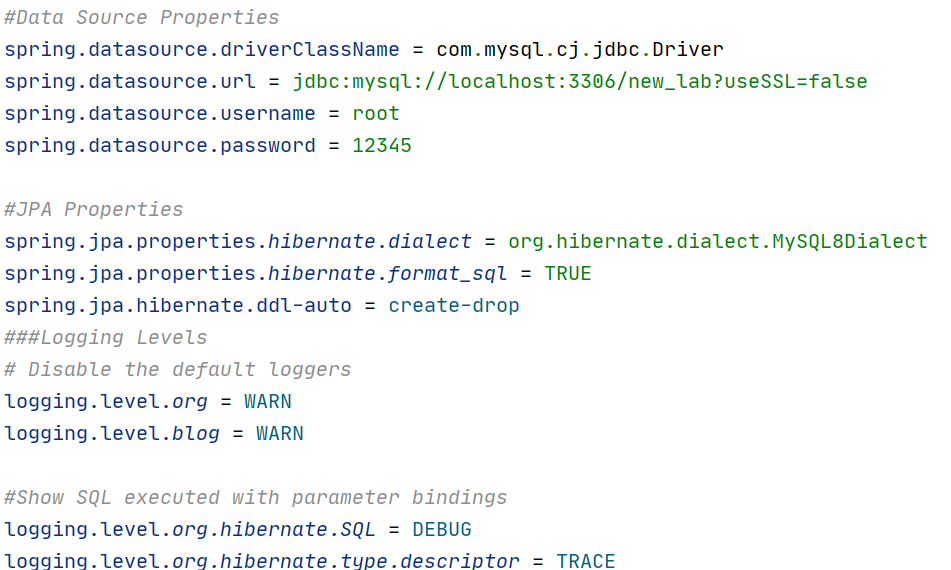 #Data Source Properties
spring.datasource.driverClassName = com.mysql.cj.jdbc.Driver
spring.datasource.url = jdbc:mysql://localhost:3306/new_lab?useSSL=false
spring.datasource.username = root
spring.datasource.password = 12345
#JPA Properties
spring.jpa.properties.hibernate.dialect = org.hibernate.dialect.MySQL8Dialect
spring.jpa.properties.hibernate.format_sql = TRUE
spring.jpa.hibernate.ddl-auto = create-drop
###Logging Levels
# Disable the default loggers
logging.level.org = WARN
logging.level.blog = WARN
#Show SQL executed with parameter bindings
logging.level.org.hibernate.SQL = DEBUG
logging.level.org.hibernate.type.descriptor = TRACE